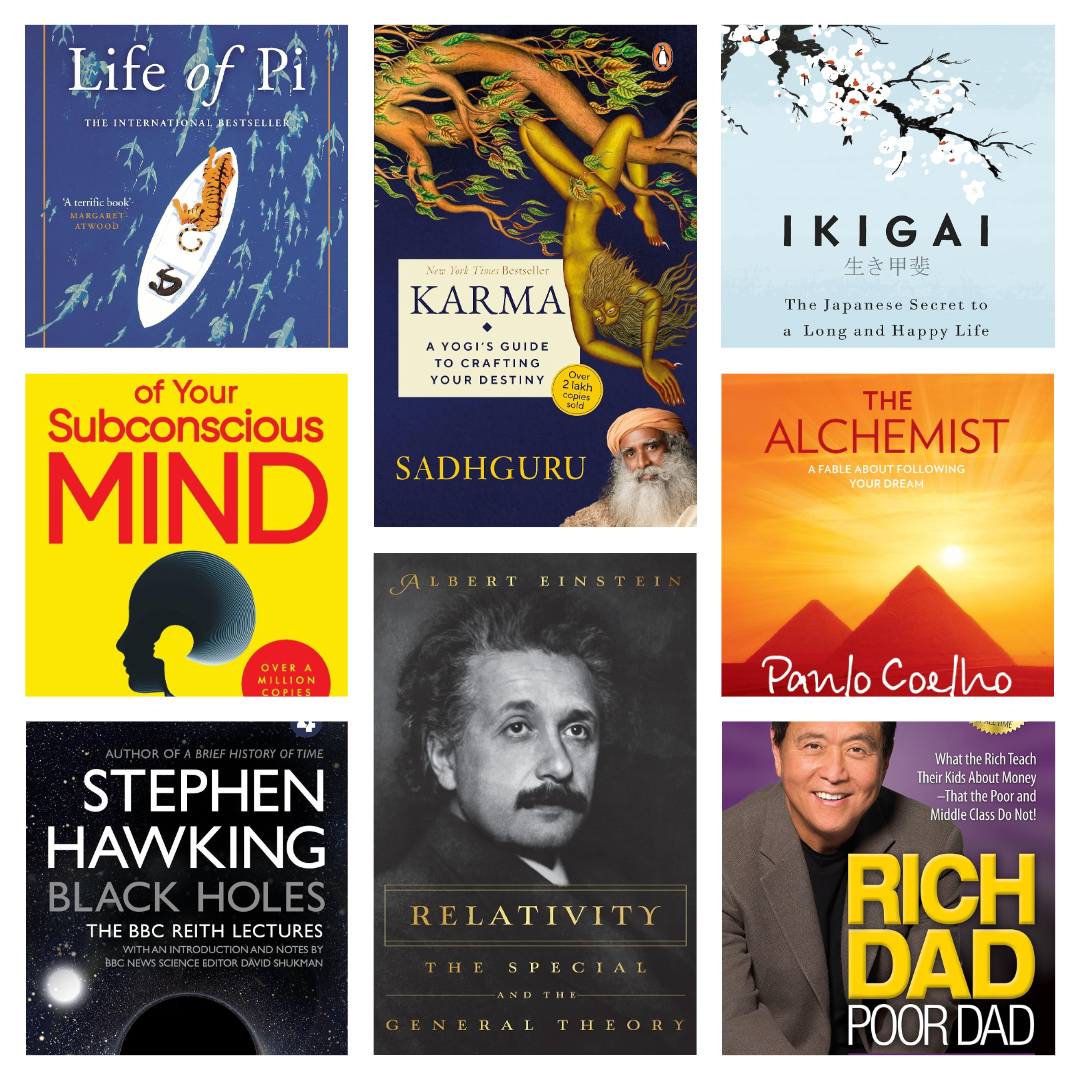 Life of Pi
THE INTERNATIONAL BESTSELLER
'A terrific book'
MARGARET
ATWOOD
New York Times Bestseller
KARMA
A YOGI'S GUIDE
TO CRAFTING
YOUR DESTINY
Over
2 lakh
copies
sold
SADHGURU
IKIGAI
生き甲斐
The Japanese Secret to
a Long and Happy Life
of Your
Subconscious
MIND
OVER A
MILLION
COPIES
THE
ALCHEMIST
A FABLE ABOUT FOLLOWING
YOUR DREAM
Paulo Coelho
4
AUTHOR OF A BRIEF HISTORY OF TIME
STEPHEN
HAWKING
BLACK HOLES
THE BBC REITH LECTURES
WITH AN INTRODUCTION AND NOTES BY
BBC NEWS SCIENCE EDITOR DAVID SHUKMAN
ALBERT EINSTEIN
RELATIVITY
THE SPECIAL
AND THE
GENERAL THEORY
ALL TIME
What the Rich Teach
Their Kids About Money
–That the Poor and
Middle Class Do Not!
RICH
DAD
POOR DAD